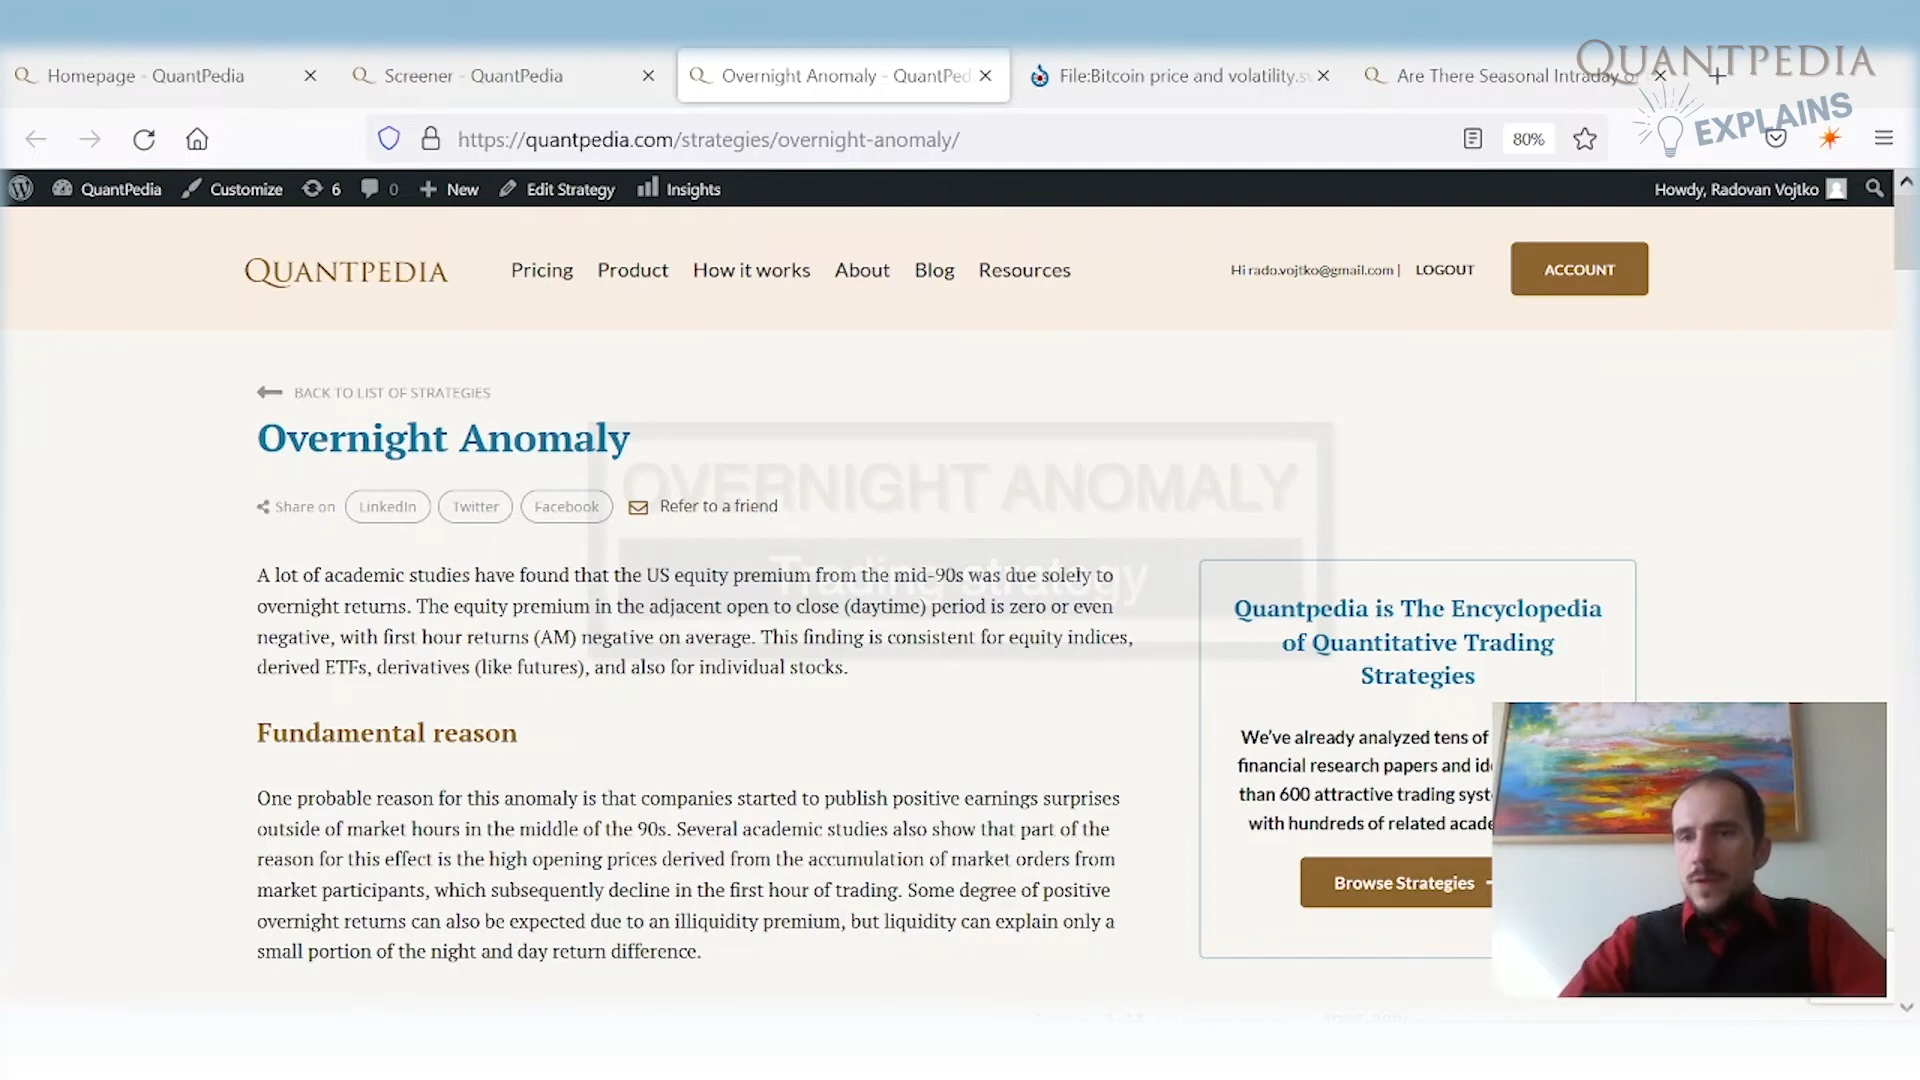 Homepage - QuantPedia
Screener - QuantPedia
Overnight Anomaly - QuantPed
File:Bitcoin price and volatility.sv
Are There Seasonal Intraday or
QUANTPEDIA
EXPLAINS
https://quantpedia.com/strategies/overnight-anomaly/
80%
QuantPedia
Customize
6
0
New
Edit Strategy
Insights
Howdy, Radovan Vojtko
QUANTPEDIA
Pricing
Product
How it works
About
Blog
Resources
Hi rado.vojtko@gmail.com |
LOGOUT
ACCOUNT
BACK TO LIST OF STRATEGIES
Overnight Anomaly
OVERNIGHT ANOMALY
Trading strategy
Share on
LinkedIn
Twitter
Facebook
Refer to a friend
A lot of academic studies have found that the US equity premium from the mid-90s was due solely to
overnight returns. The equity premium in the adjacent open to close (daytime) period is zero or even
negative, with first hour returns (AM) negative on average. This finding is consistent for equity indices,
derived ETFs, derivatives (like futures), and also for individual stocks.
Fundamental reason
One probable reason for this anomaly is that companies started to publish positive earnings surprises
outside of market hours in the middle of the 90s. Several academic studies also show that part of the
reason for this effect is the high opening prices derived from the accumulation of market orders from
market participants, which subsequently decline in the first hour of trading. Some degree of positive
overnight returns can also be expected due to an illiquidity premium, but liquidity can explain only a
small portion of the night and day return difference.
Quantpedia is The Encyclopedia
of Quantitative Trading
Strategies
We've already analyzed tens of
financial research papers and ide
than 600 attractive trading syst
with hundreds of related acade
Browse Strategies